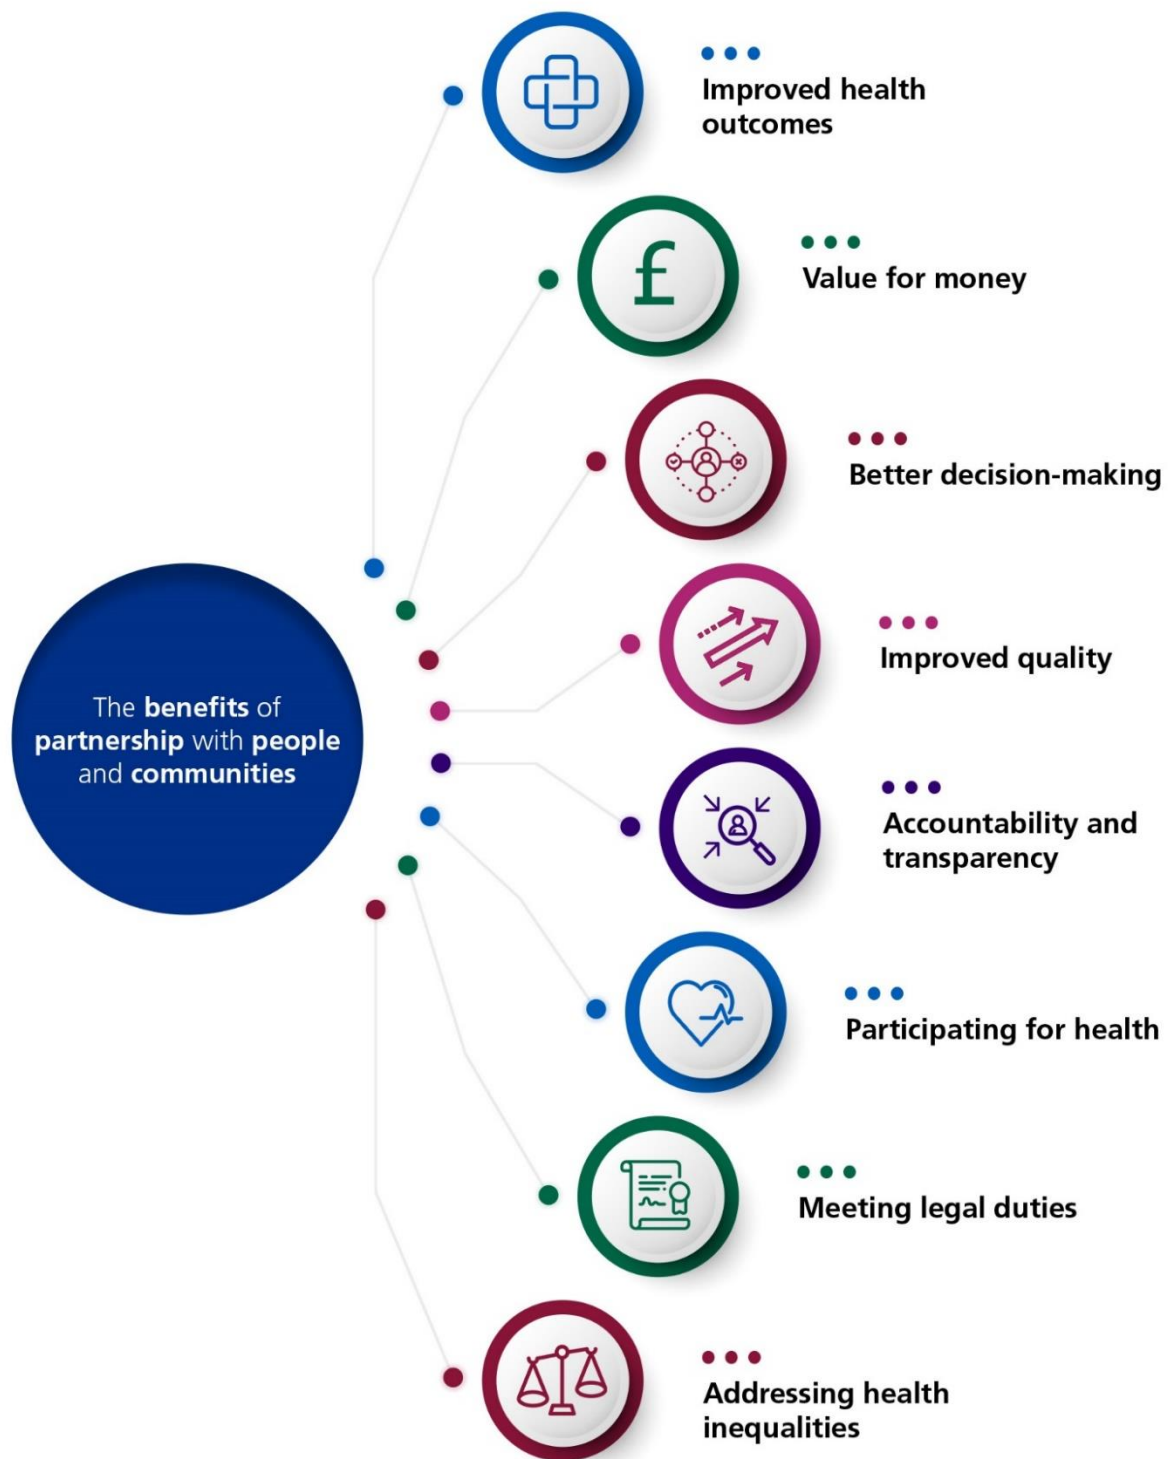 Improved health
outcomes
£
Value for money
Better decision-making
Improved quality
The benefits of
partnership with people
and communities
Accountability and
transparency
Participating for health
Meeting legal duties
Addressing health
inequalities